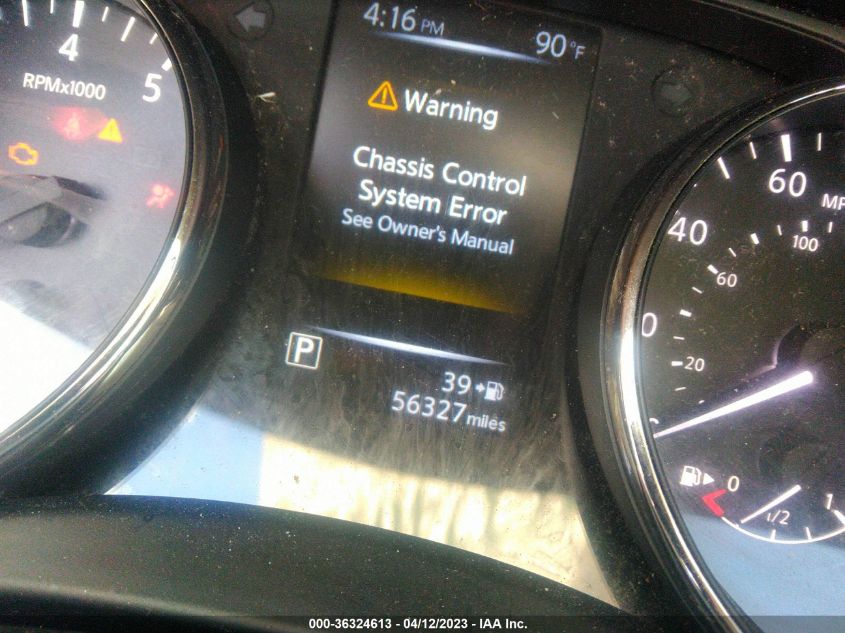 4:16 PM
90°F
4
5
RPMx1000
Warning
Chassis Control
System Error
See Owner's Manual
P
39
56327 miles
60
40
100
60
20
0
1/2
1
000-36324613 - 04/12/2023 - IAA Inc.